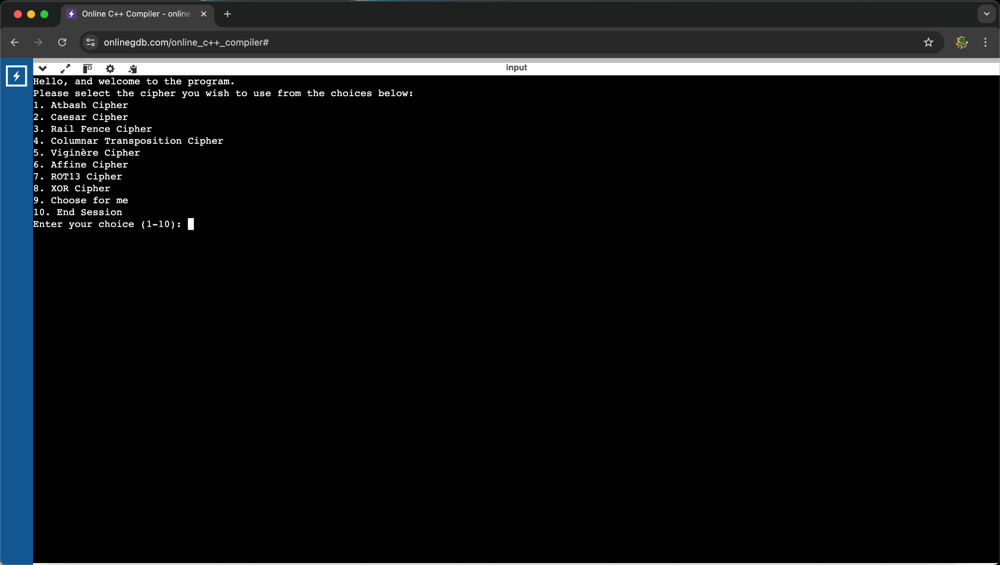 Online C++ Compiler - online
onlinegdb.com/online_c++_compiler#
input
Hello, and welcome to the program.
Please select the cipher you wish to use from the choices below:
1. Atbash Cipher
2. Caesar Cipher
3. Rail Fence Cipher
4. Columnar Transposition Cipher
5. Viginère Cipher
6. Affine Cipher
7. ROT13 Cipher
8. XOR Cipher
9. Choose for me
10. End Session
Enter your choice (1-10):